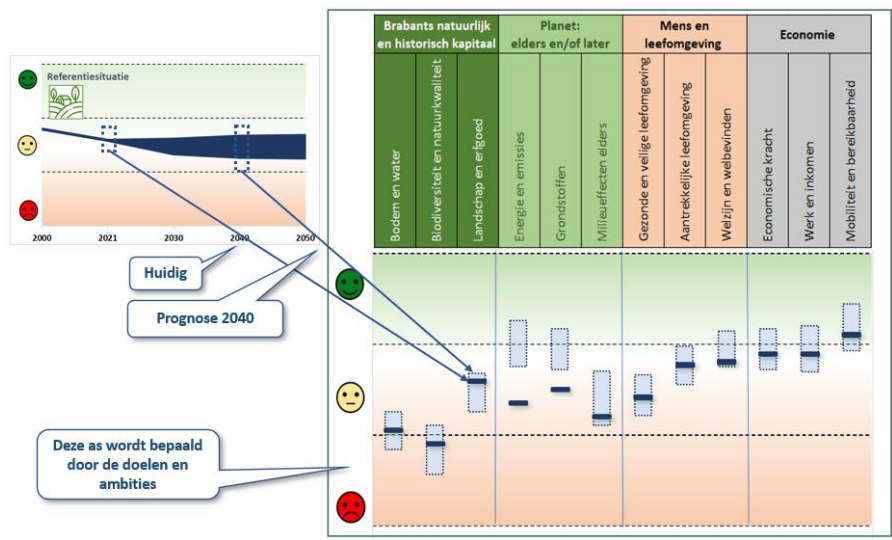 Brabants natuurlijk
en historisch kapitaal
Planet:
elders en/of later
Mens en
leefomgeving
Economie
Bodem en water
Biodiversiteit en natuurkwaliteit
Landschap en erfgoed
Energie en emissies
Grondstoffen
Milieueffecten elders
Gezonde en veilige leefomgeving
Aantrekkelijke leefomgeving
Welzijn en welbevinden
Economische kracht
Werk en inkomen
Mobiliteit en bereikbaarheid
Referentiesituatie
2000 2021 2030 2040 2050
Huidig
Prognose 2040
Deze as wordt bepaald
door de doelen en
ambities